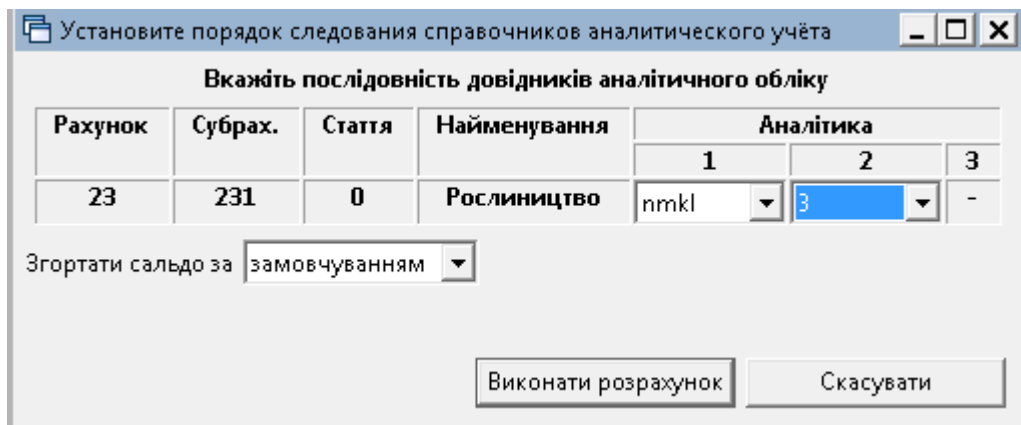 Установите порядок следования справочников аналитического учёта
Вкажіть послідовність довідників аналітичного обліку
Рахунок Субрах. Стаття Найменування Аналітика
1 2 3
23 231 0 Рослиництво nmkl 3 -
Згортати сальдо за замовчуванням
Виконати розрахунок Скасувати